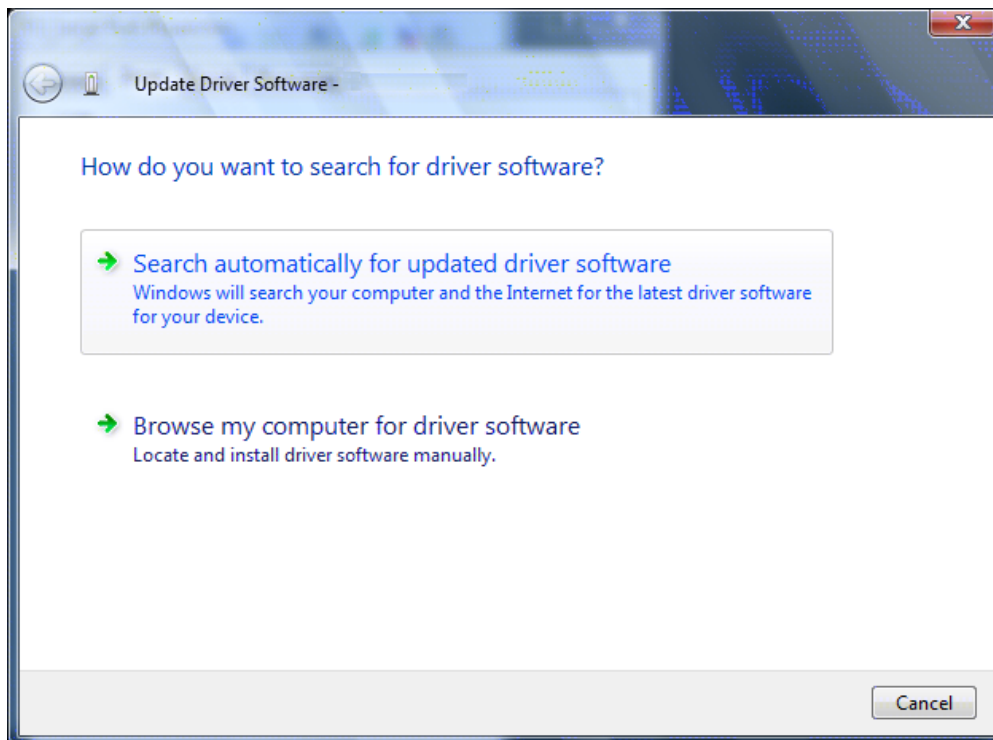 Update Driver Software -
How do you want to search for driver software?
Search automatically for updated driver software
Windows will search your computer and the Internet for the latest driver software
for your device.
Browse my computer for driver software
Locate and install driver software manually.
Cancel